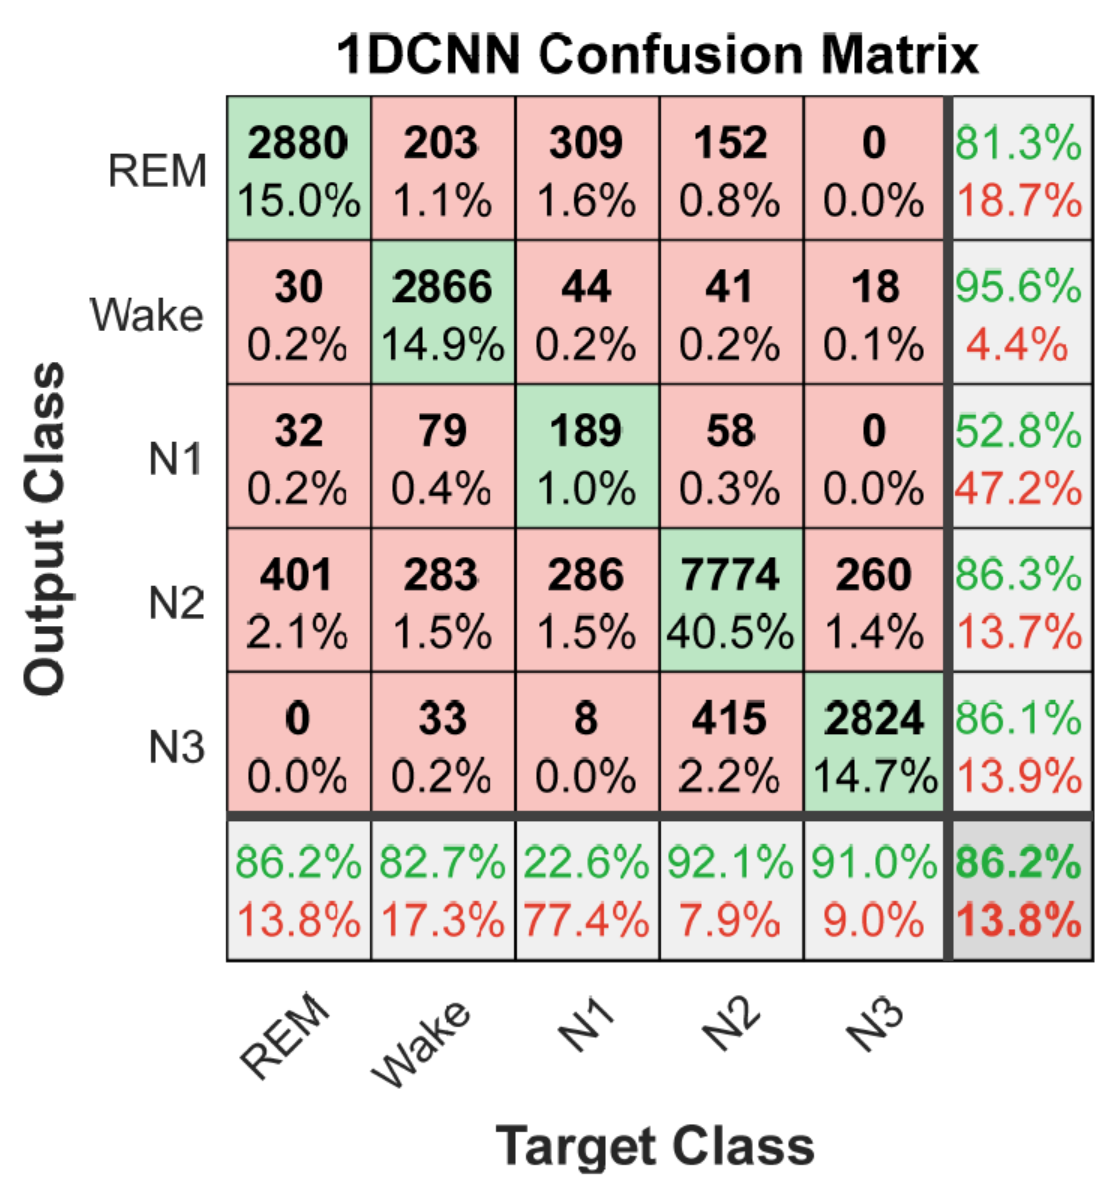 1DCNN Confusion Matrix
Output Class
REM 2880 203 309 152 0 81.3%
15.0% 1.1% 1.6% 0.8% 0.0% 18.7%
Wake 30 2866 44 41 18 95.6%
0.2% 14.9% 0.2% 0.2% 0.1% 4.4%
N1 32 79 189 58 0 52.8%
0.2% 0.4% 1.0% 0.3% 0.0% 47.2%
N2 401 283 286 7774 260 86.3%
2.1% 1.5% 1.5% 40.5% 1.4% 13.7%
N3 0 33 8 415 2824 86.1%
0.0% 0.2% 0.0% 2.2% 14.7% 13.9%
86.2% 82.7% 22.6% 92.1% 91.0% 86.2%
13.8% 17.3% 77.4% 7.9% 9.0% 13.8%
REM Wake N1 N2 N3
Target Class